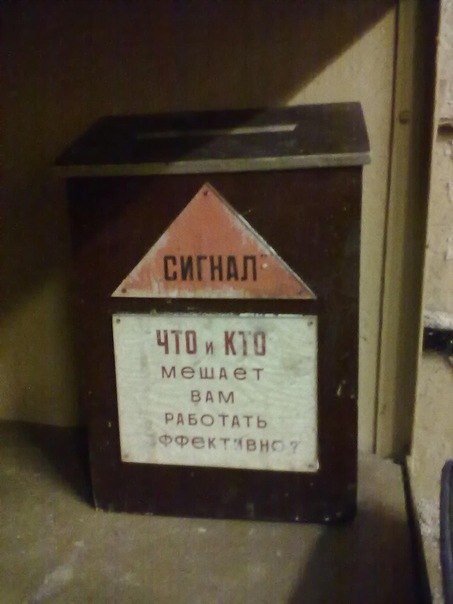 СИГНАЛ
ЧТО и КТО
мешает
вам
работать
эффективно?